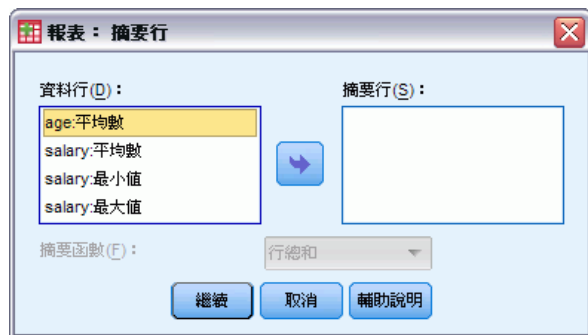 報表： 摘要行
資料行(D)：
摘要行(S)：
age:平均數
salary:平均數
salary:最小值
salary:最大值
摘要函數(F)：
行總和
繼續
取消
輔助說明